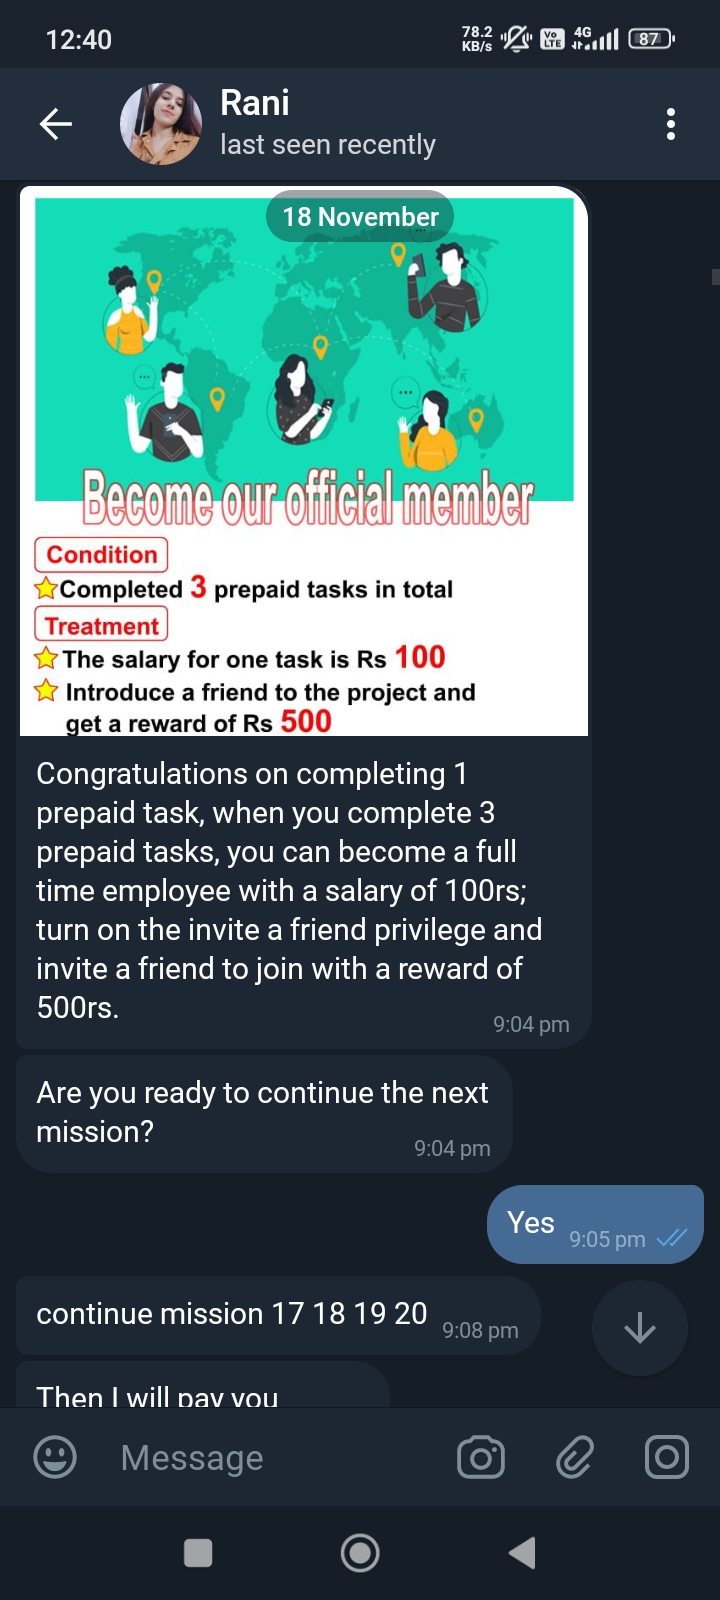 12:40
78.2
KB/s
Vo
LTE
4G
87
Rani
last seen recently
18 November
Become our official member
Condition
Completed 3 prepaid tasks in total
Treatment
The salary for one task is Rs 100
Introduce a friend to the project and
get a reward of Rs 500
Congratulations on completing 1
prepaid task, when you complete 3
prepaid tasks, you can become a full
time employee with a salary of 100rs;
turn on the invite a friend privilege and
invite a friend to join with a reward of
500rs.
9:04 pm
Are you ready to continue the next
mission?
9:04 pm
Yes 9:05 pm
continue mission 17 18 19 20 9:08 pm
Then I will pay you
Message